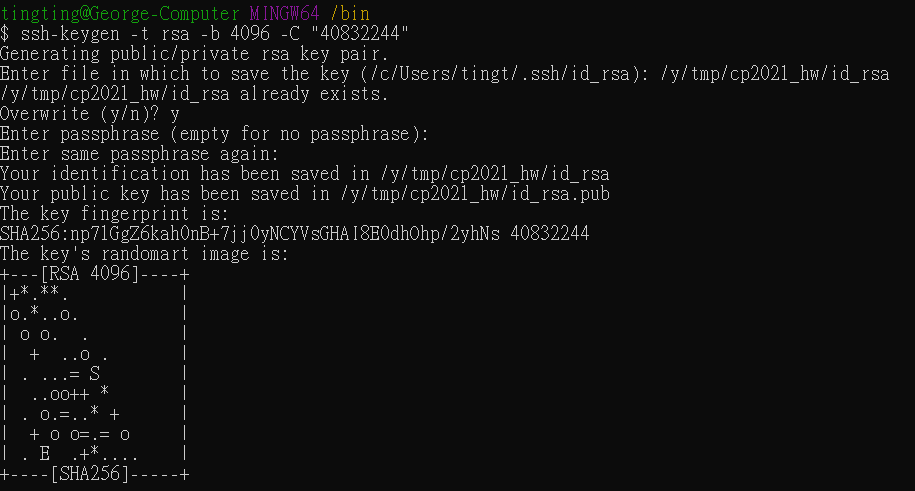 tingting@George-Computer MINGW64 /bin
$ ssh-keygen -t rsa -b 4096 -C "40832244"
Generating public/private rsa key pair.
Enter file in which to save the key (/c/Users/tingt/.ssh/id_rsa): /y/tmp/cp2021_hw/id_rsa
/y/tmp/cp2021_hw/id_rsa already exists.
Overwrite (y/n)? y
Enter passphrase (empty for no passphrase):
Enter same passphrase again:
Your identification has been saved in /y/tmp/cp2021_hw/id_rsa
Your public key has been saved in /y/tmp/cp2021_hw/id_rsa.pub
The key fingerprint is:
SHA256:np71GgZ6kah0nB+7jj0yNCYVsGHAI8E0dhOhp/2yhNs 40832244
The key's randomart image is:
+---[RSA 4096]----+
|+*.**.           |
|o.*..o.          |
| o o.  .         |
|  +  ..o .       |
| . ...= S        |
|  ..oo++ *       |
| . o.=..* +      |
|  + o o=.= o     |
| . E  .+*....    |
+----[SHA256]-----+